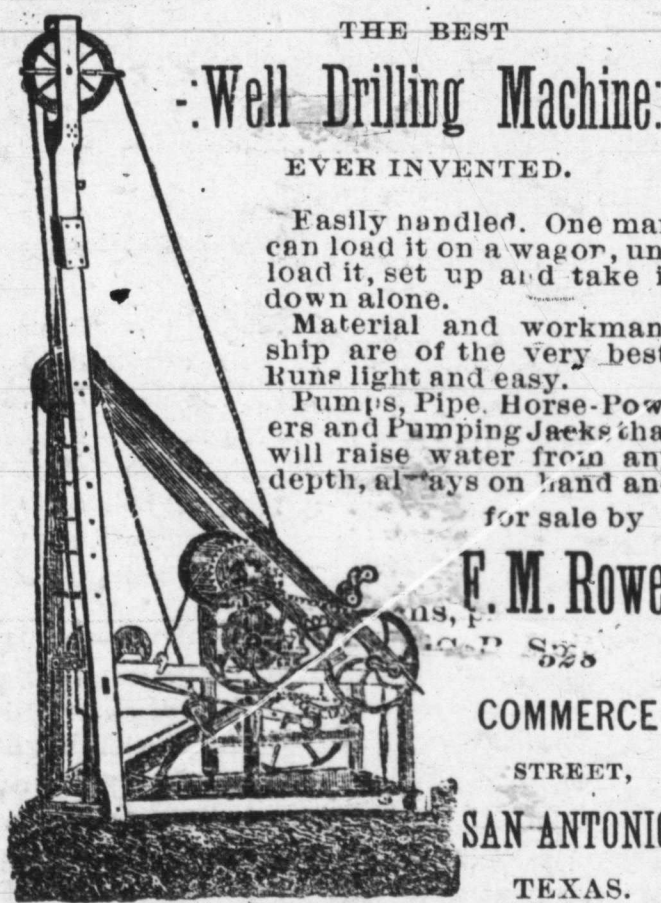 THE BEST
-:Well Drilling Machine:
EVER INVENTED.
Easily handled. One man
can load it on a wagon, un
load it, set up and take i
down alone.
Material and workman
ship are of the very best
Runs light and easy.
Pumps, Pipe, Horse-Pow
ers and Pumping Jacks tha
will raise water from any
depth, always on hand and
for sale by
F. M. Rowe
ns, p
328
COMMERCE
STREET,
SAN ANTONIO
TEXAS.